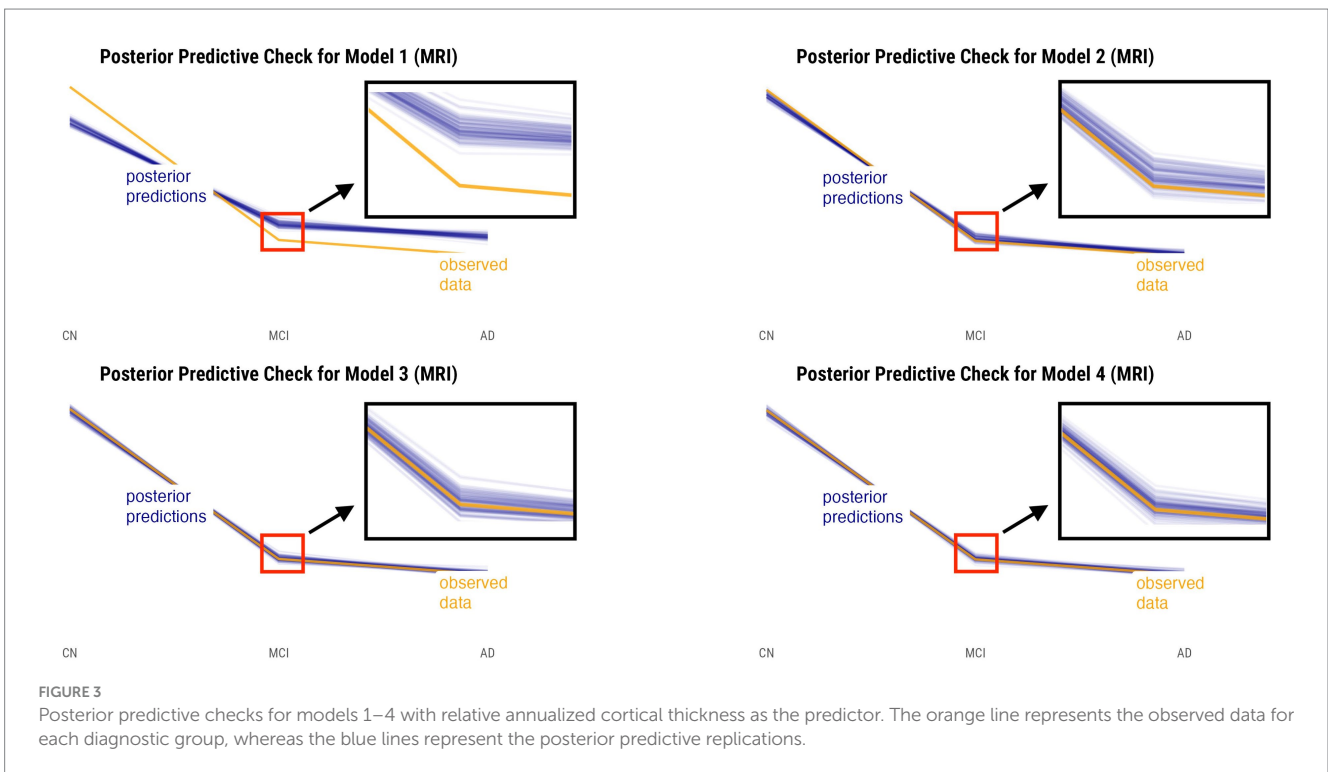 Posterior Predictive Check for Model 1 (MRI)
posterior
predictions
observed
data
CN MCI AD
Posterior Predictive Check for Model 2 (MRI)
posterior
predictions
observed
data
CN MCI AD
Posterior Predictive Check for Model 3 (MRI)
posterior
predictions
observed
data
CN MCI AD
Posterior Predictive Check for Model 4 (MRI)
posterior
predictions
observed
data
CN MCI AD
FIGURE 3
Posterior predictive checks for models 1–4 with relative annualized cortical thickness as the predictor. The orange line represents the observed data for
each diagnostic group, whereas the blue lines represent the posterior predictive replications.